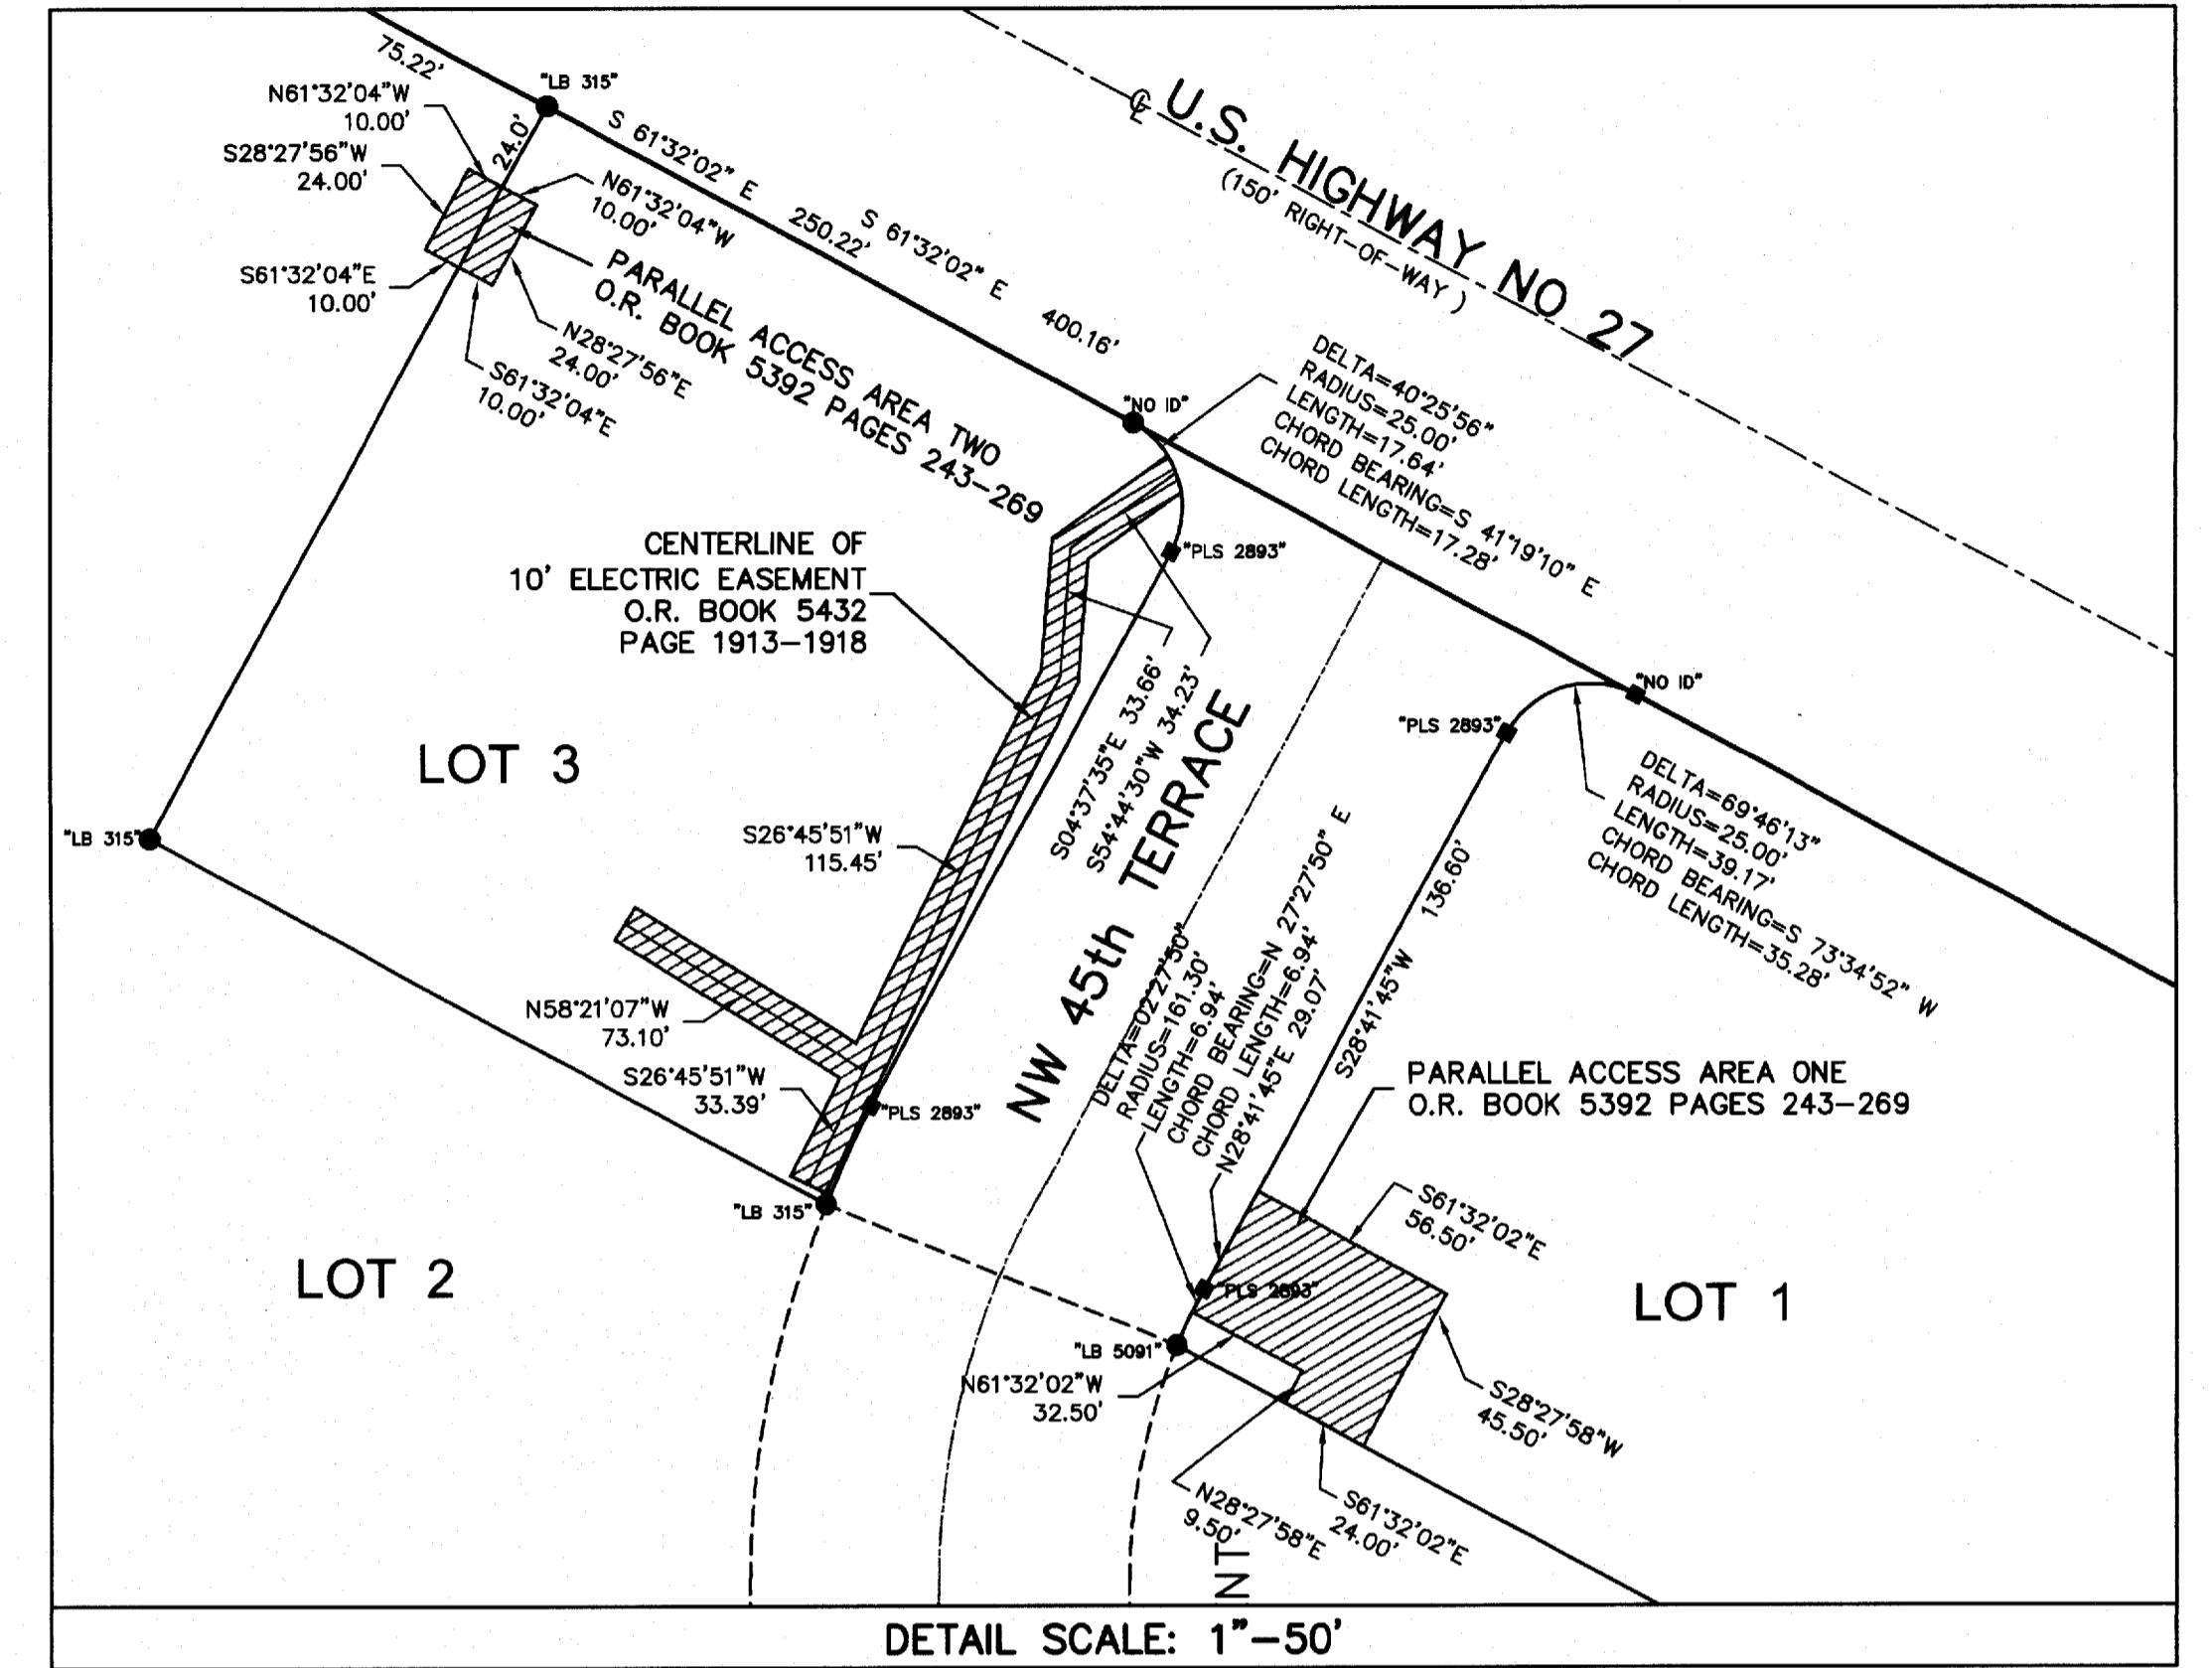 75.22'
"LB 315"
N61°32'04"W
10.00'
24.0'
S28°27'56"W
24.00'
S 61°32'02" E
250.22'
N61°32'04"W
10.00'
S61°32'04"E
10.00'
S 61°32'02" E
400.16'
℄ U.S. HIGHWAY NO 27
(150' RIGHT-OF-WAY )
PARALLEL ACCESS AREA TWO
O.R. BOOK 5392 PAGES 243-269
N28°27'56"E
24.00'
S61°32'04"E
10.00'
"NO ID"
DELTA=40°25'56"
RADIUS=25.00'
LENGTH=17.64'
CHORD BEARING=S 41°19'10" E
CHORD LENGTH=17.28'
CENTERLINE OF
10' ELECTRIC EASEMENT
O.R. BOOK 5432
PAGE 1913-1918
"PLS 2893"
S04°37'35"E 33.66'
S54°44'30"W 34.23'
"NO ID"
"PLS 2893"
LOT 3
NW 45th TERRACE
DELTA=69°46'13"
RADIUS=25.00'
LENGTH=39.17'
CHORD BEARING=S 73°34'52" W
CHORD LENGTH=35.28'
"LB 315"
S26°45'51"W
115.45'
S28°41'45"W 136.60'
DELTA=02°27'50"
RADIUS=161.30'
LENGTH=6.94'
CHORD BEARING=N 27°27'50" E
CHORD LENGTH=6.94'
N28°41'45"E 29.07'
N58°21'07"W
73.10'
S26°45'51"W
33.39'
"PLS 2893"
PARALLEL ACCESS AREA ONE
O.R. BOOK 5392 PAGES 243-269
"LB 315"
S61°32'02"E
56.50'
LOT 2
"PLS 2893"
LOT 1
"LB 5091"
N61°32'02"W
32.50'
S28°27'58"W
45.50'
N28°27'58"E
9.50'
S61°32'02"E
24.00'
NT
DETAIL SCALE: 1"-50'